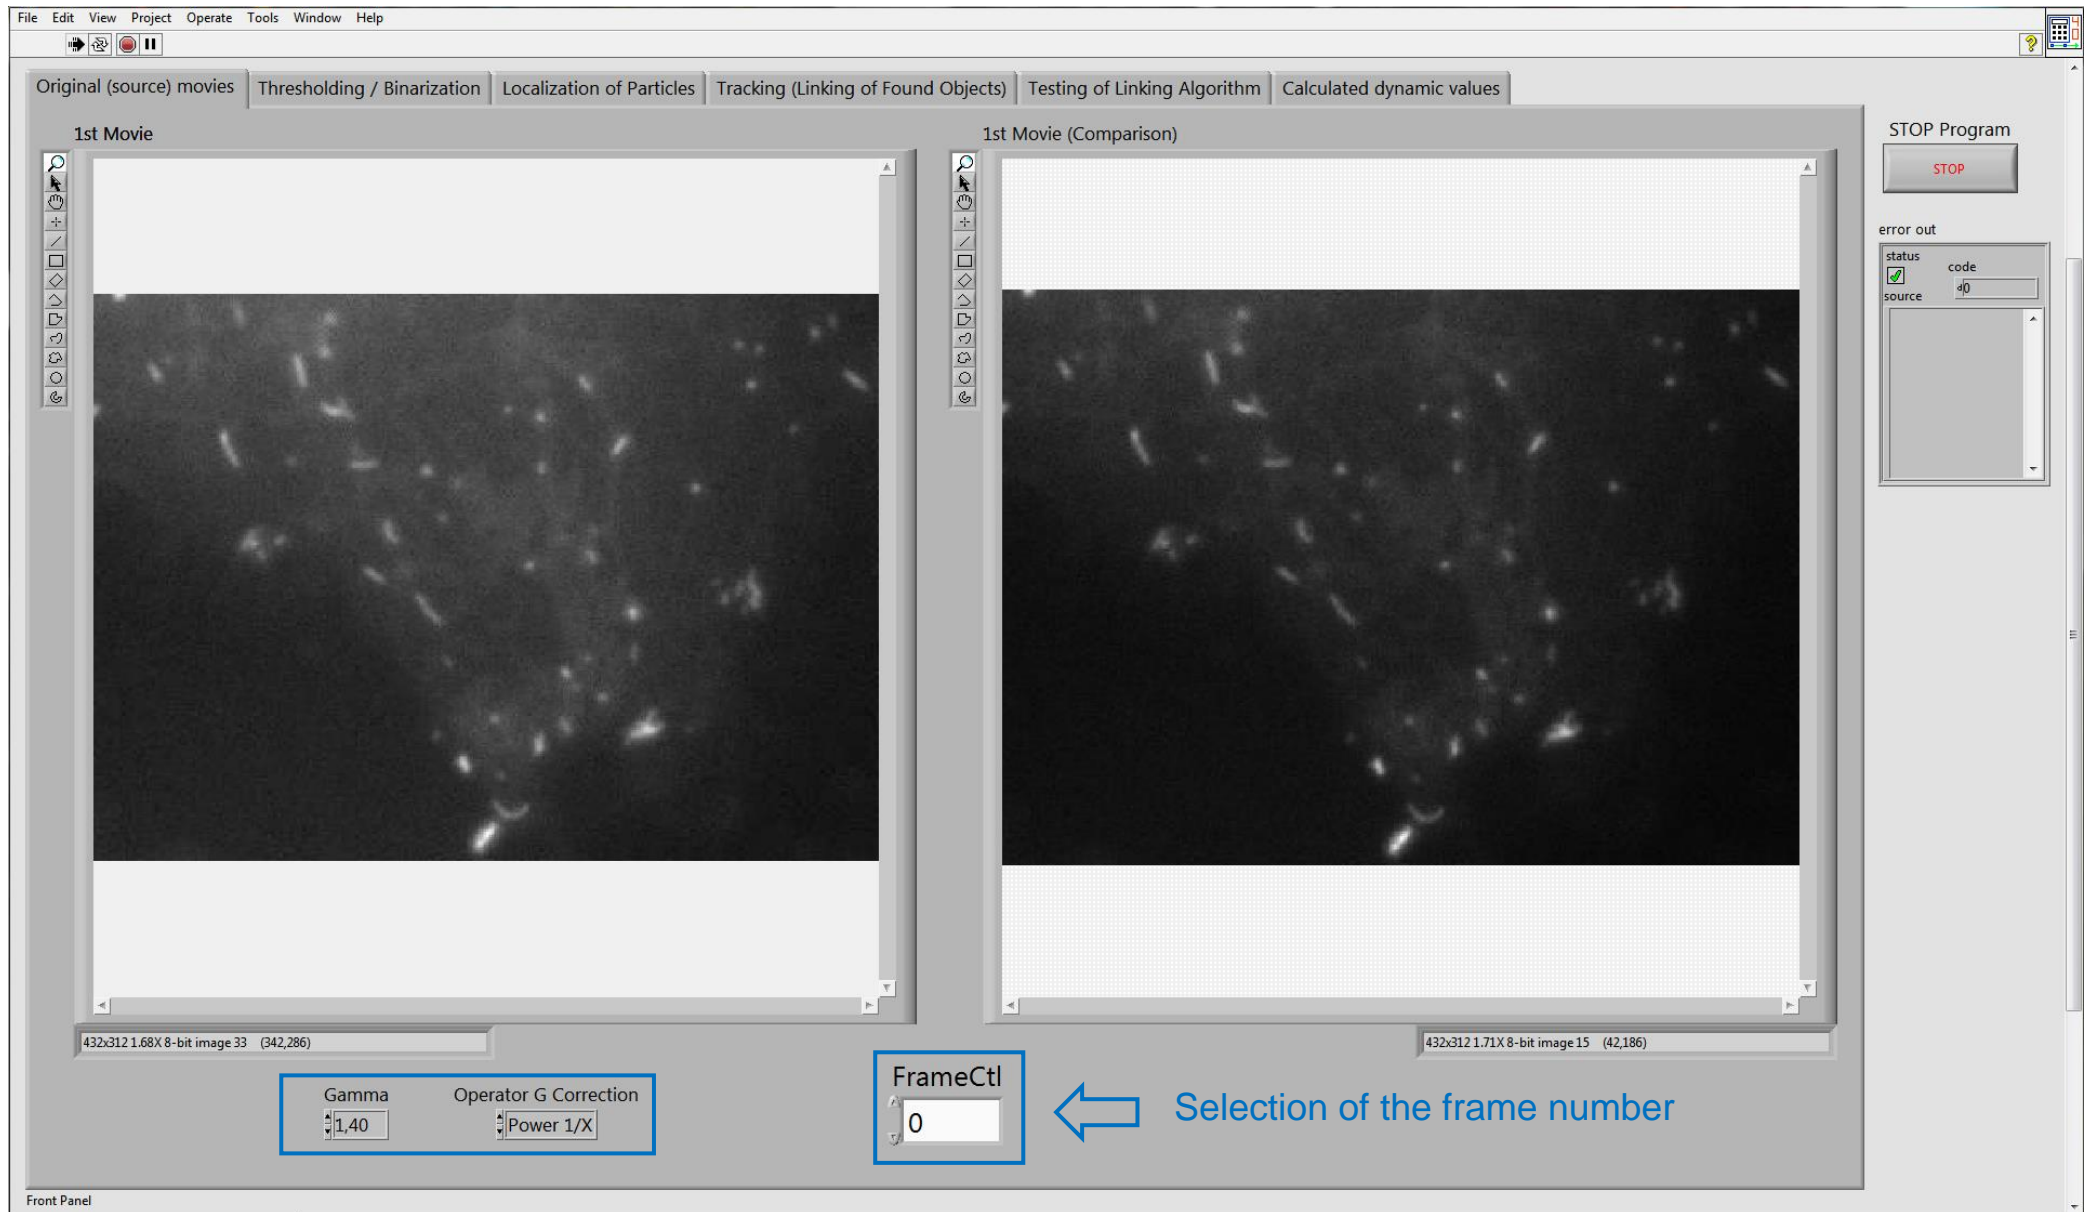 File Edit View Project Operate Tools Window Help
Original (source) movies Thresholding / Binarization Localization of Particles Tracking (Linking of Found Objects) Testing of Linking Algorithm Calculated dynamic values
1st Movie
1st Movie (Comparison)
STOP Program
STOP
error out
status
code
d0
source
432x312 1.68X 8-bit image 33 (342,286)
432x312 1.71X 8-bit image 15 (42,186)
Gamma
1,40
Operator G Correction
Power 1/X
FrameCtl
0
Selection of the frame number
Front Panel